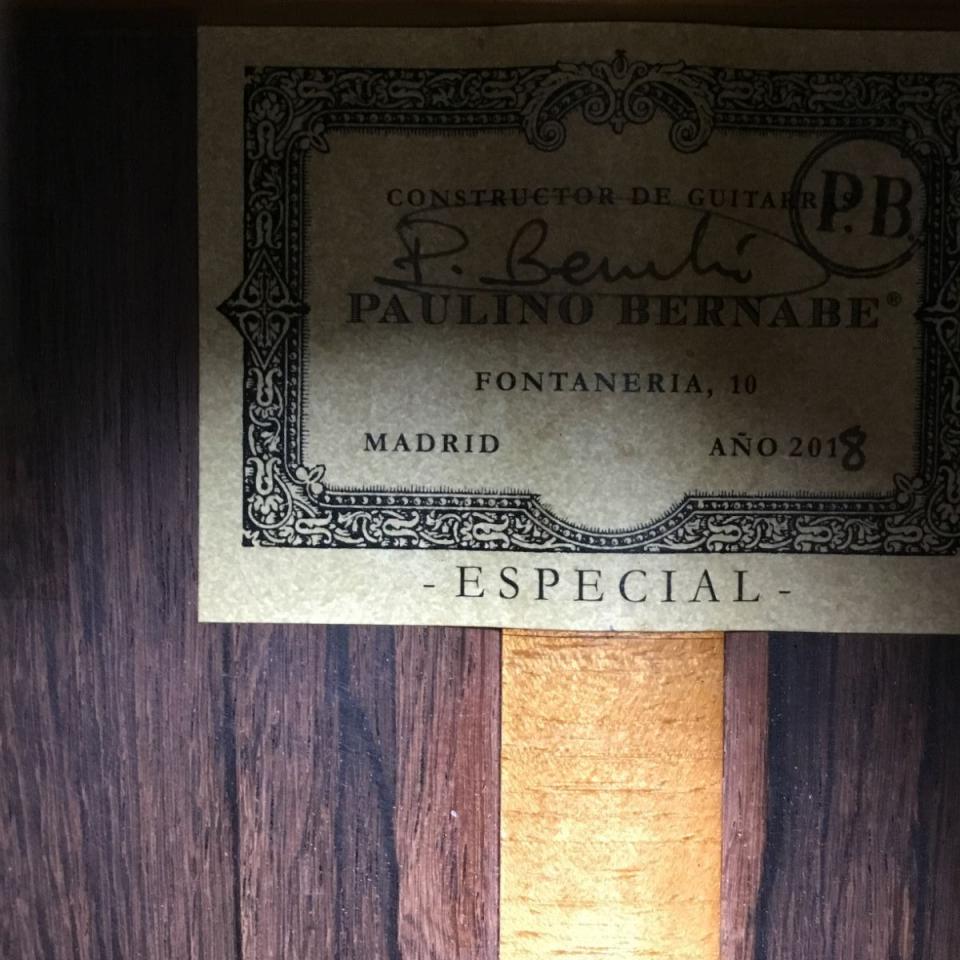 CONSTRUCTOR DE GUITARRAS
P.B.
P. Bernabé
PAULINO BERNABE®
FONTANERIA, 10
MADRID AÑO 2018
- ESPECIAL -